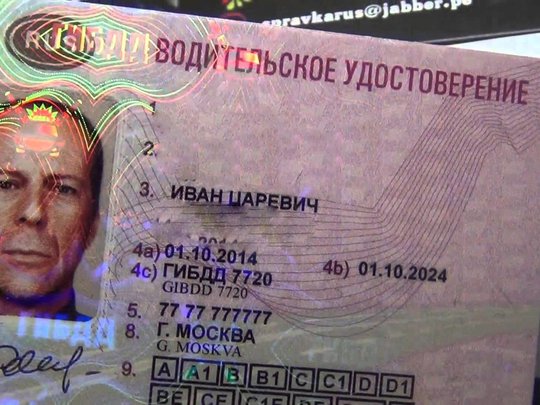 spravkarus@jabber.
RUS ГИБДД ВОДИТЕЛЬСКОЕ УДОСТОВЕРЕНИЕ
1.
2.
3. ИВАН ЦАРЕВИЧ
4a) 01.10.2014 4b) 01.10.2024
4c) ГИБДД 7720
GIBDD 7720
5. 77 77 777777
8. Г. МОСКВА
G. MOSKVA
9. A A1 B B1 C C1 D D1
BE CE C1E